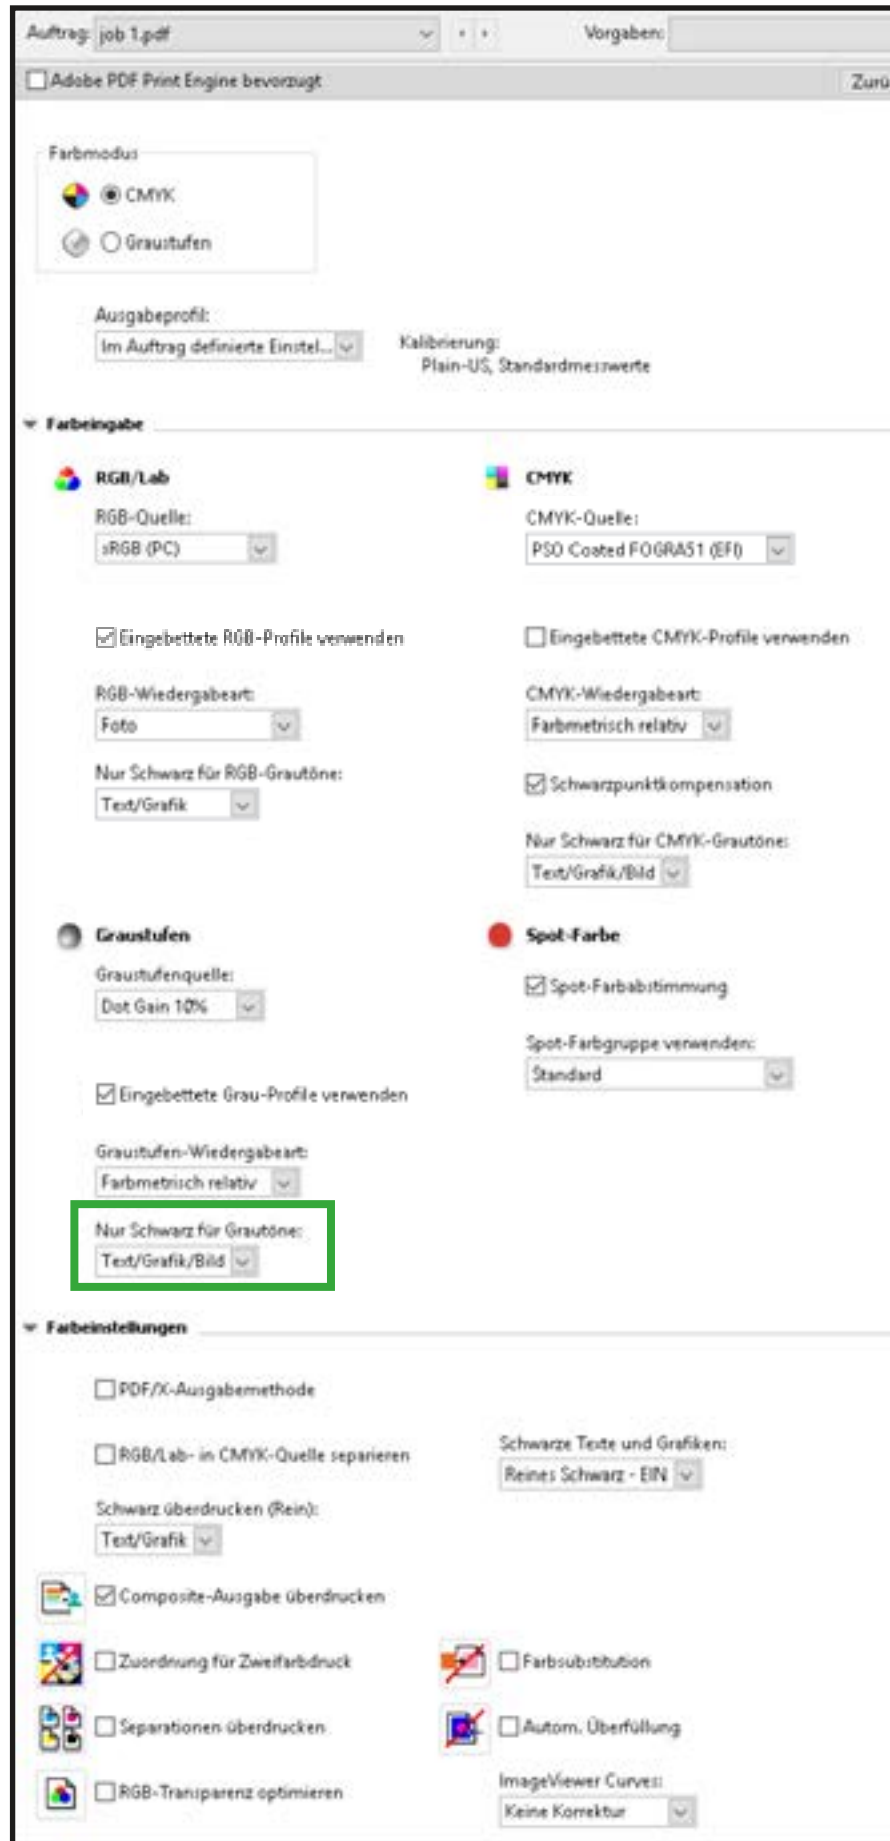 Auftrag: job 1.pdf
Vorgaben:
Adobe PDF Print Engine bevorzugt
Farbmodus
CMYK
Graustufen
Ausgabeprofil:
Im Auftrag definierte Einstel...
Kalibrierung:
Plain-US, Standardmesswerte
Farbeingabe
RGB/Lab
RGB-Quelle:
sRGB (PC)
Eingebettete RGB-Profile verwenden
RGB-Wiedergabeart:
Foto
Nur Schwarz für RGB-Grautöne:
Text/Grafik
CMYK
CMYK-Quelle:
PSO Coated FOGRA51 (EFI)
Eingebettete CMYK-Profile verwenden
CMYK-Wiedergabeart:
Farbmetrisch relativ
Schwarzpunktkompensation
Nur Schwarz für CMYK-Grautöne:
Text/Grafik/Bild
Graustufen
Graustufenquelle:
Dot Gain 10%
Eingebettete Grau-Profile verwenden
Graustufen-Wiedergabeart:
Farbmetrisch relativ
Nur Schwarz für Grautöne:
Text/Grafik/Bild
Spot-Farbe
Spot-Farbabstimmung
Spot-Farbgruppe verwenden:
Standard
Farbeinstellungen
PDF/X-Ausgabemethode
RGB/Lab- in CMYK-Quelle separieren
Schwarze Texte und Grafiken:
Reines Schwarz - EIN
Schwarz überdrucken (Rein):
Text/Grafik
Composite-Ausgabe überdrucken
Zuordnung für Zweifarbdruck
Farbsubstitution
Separationen überdrucken
Autom. Überfüllung
RGB-Transparenz optimieren
ImageViewer Curves:
Keine Korrektur